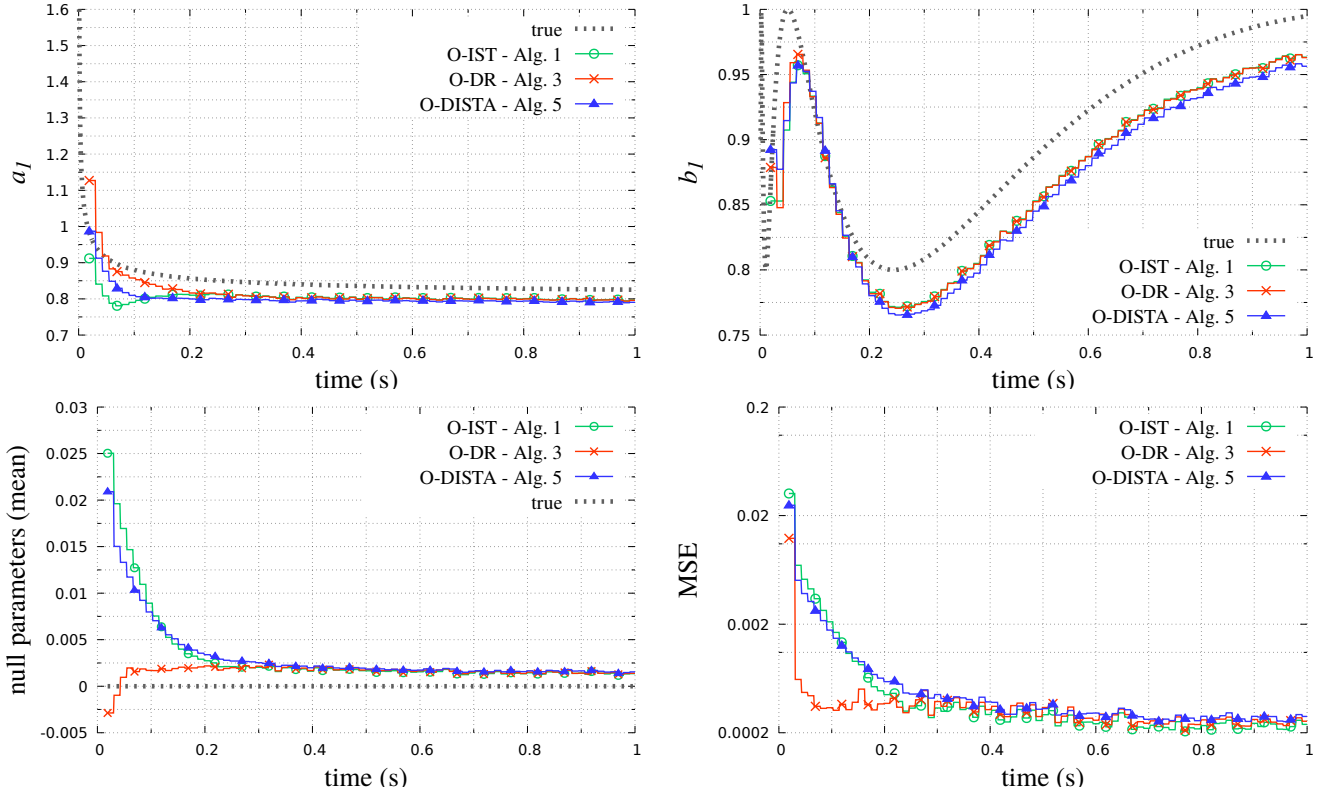 1.6
1.5
1.4
1.3
1.2
1.1
1
0.9
0.8
0.7
a1
0
0.2
0.4
0.6
0.8
1
time (s)
true
O-IST - Alg. 1
O-DR - Alg. 3
O-DISTA - Alg. 5
1
0.95
0.9
0.85
0.8
0.75
b1
0
0.2
0.4
0.6
0.8
1
time (s)
true
O-IST - Alg. 1
O-DR - Alg. 3
O-DISTA - Alg. 5
0.03
0.025
0.02
0.015
0.01
0.005
0
-0.005
null parameters (mean)
0
0.2
0.4
0.6
0.8
1
time (s)
O-IST - Alg. 1
O-DR - Alg. 3
O-DISTA - Alg. 5
true
0.2
0.02
0.002
0.0002
MSE
0
0.2
0.4
0.6
0.8
1
time (s)
O-IST - Alg. 1
O-DR - Alg. 3
O-DISTA - Alg. 5